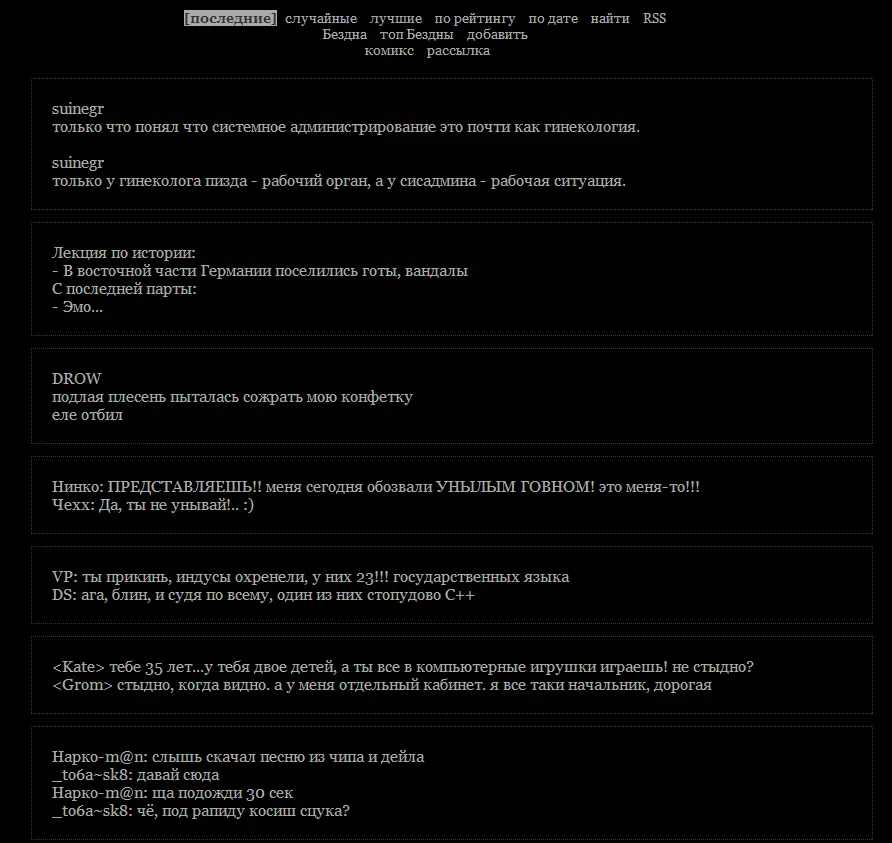 [последние] случайные лучшие по рейтингу по дате найти RSS
Бездна топ Бездны добавить
комикс рассылка
suinegr
только что понял что системное администрирование это почти как гинекология.
suinegr
только у гинеколога пизда - рабочий орган, а у сисадмина - рабочая ситуация.
Лекция по истории:
- В восточной части Германии поселились готы, вандалы
С последней парты:
- Эмо...
DROW
подлая плесень пыталась сожрать мою конфетку
еле отбил
Нинко: ПРЕДСТАВЛЯЕШЬ!! меня сегодня обозвали УНЫЛЫМ ГОВНОМ! это меня-то!!!
Чехх: Да, ты не унывай!.. :)
VP: ты прикинь, индусы охренели, у них 23!!! государственных языка
DS: ага, блин, и судя по всему, один из них стопудово C++
<Kate> тебе 35 лет...у тебя двое детей, а ты все в компьютерные игрушки играешь! не стыдно?
<Grom> стыдно, когда видно. а у меня отдельный кабинет. я все таки начальник, дорогая
Нарко-m@n: слышь скачал песню из чипа и дейла
_to6a~sk8: давай сюда
Нарко-m@n: ща подожди 30 сек
_to6a~sk8: чё, под рапиду косиш сцука?